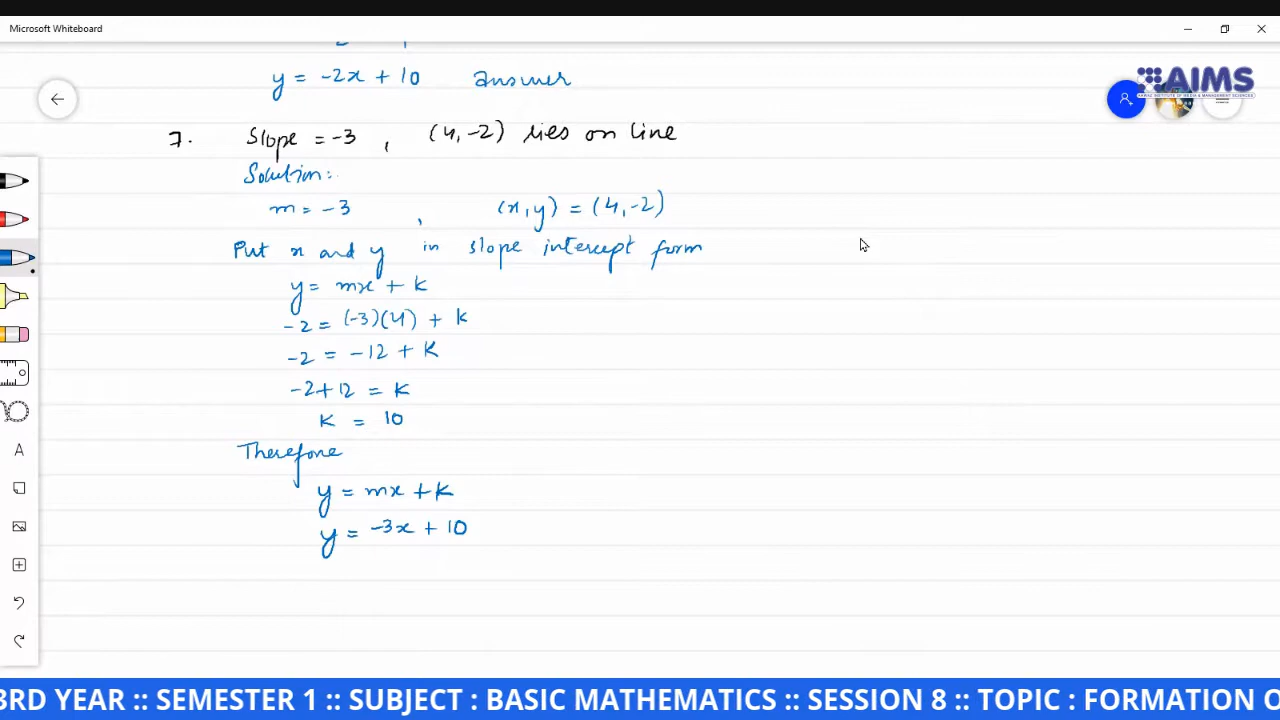 Microsoft Whiteboard
y = -2x + 10 answer
AIMS
7. Slope = -3 , (4,-2) lies on line
Solution:
m = -3 , (x,y) = (4,-2)
Put x and y in slope intercept form
y = mx + k
-2 = (-3)(4) + k
-2 = -12 + k
-2+12 = k
k = 10
Therefore
y = mx + k
y = -3x + 10
A
3RD YEAR :: SEMESTER 1 :: SUBJECT : BASIC MATHEMATICS :: SESSION 8 :: TOPIC : FORMATION O